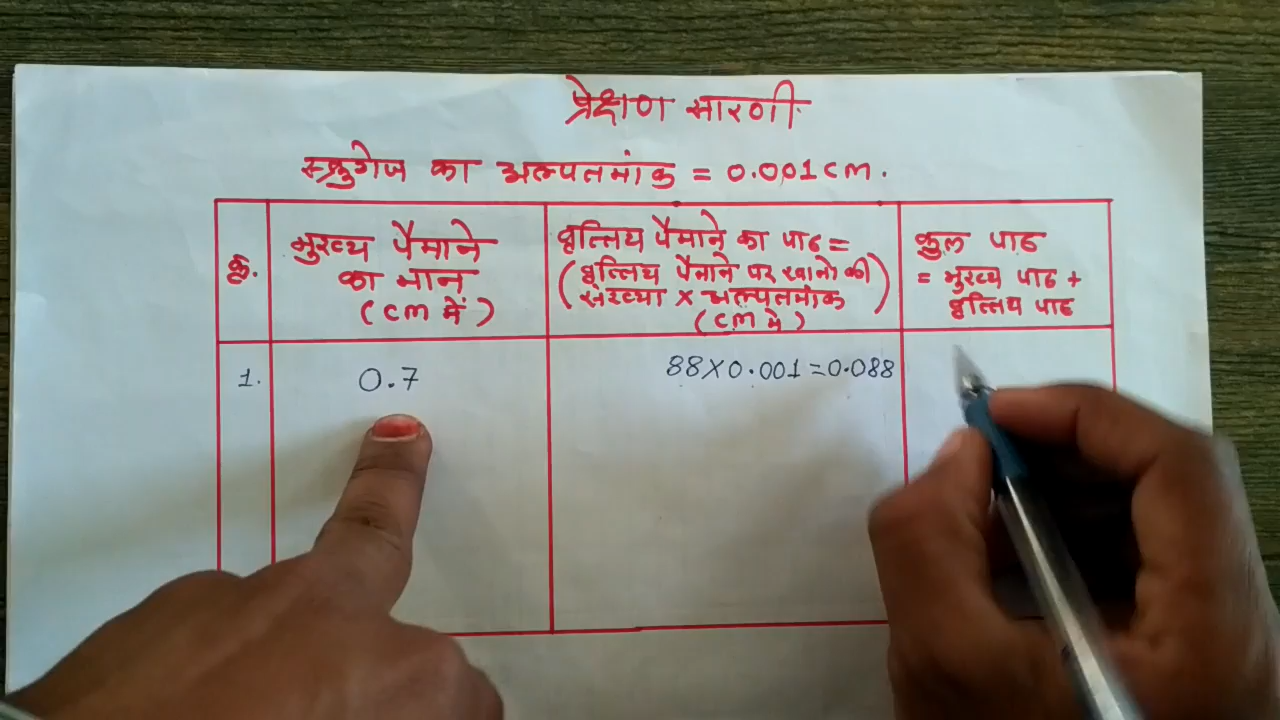 प्रेक्षण सारणी
स्क्रुगेज का अल्पतमांक = 0.001cm.
क्र.
मुख्य पैमाने
का मान
(cm में)
वृत्तिय पैमाने का पाठ =
(वृत्तिय पैमाने पर खानो की
संख्या × अल्पतमांक)
(cm मे)
कुल पाठ
= मुख्य पाठ +
वृत्तिय पाठ
1.
0.7
88×0.001=0.088